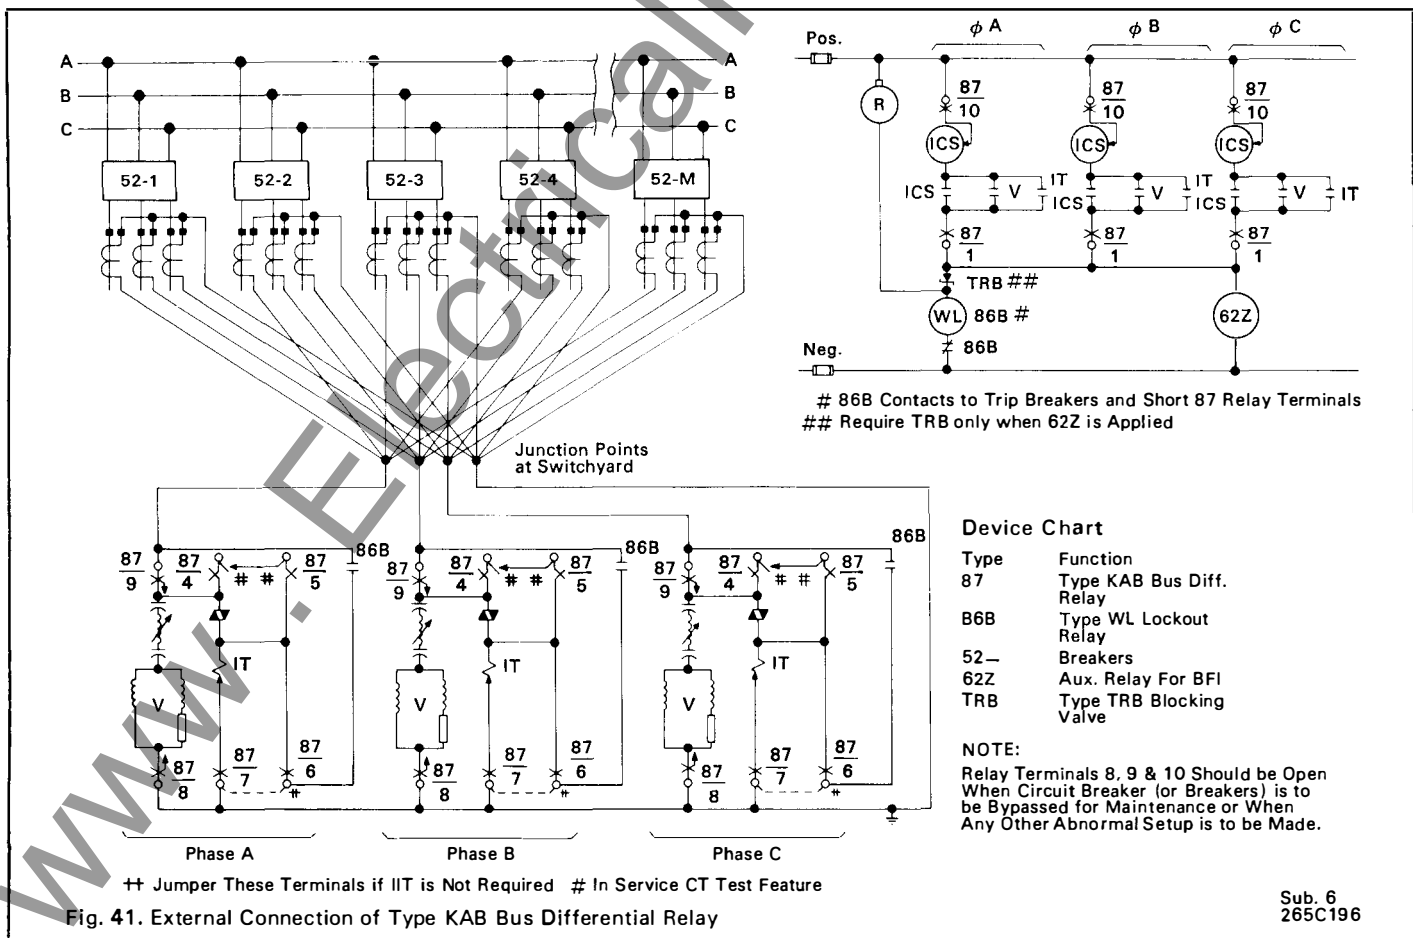 A
B
C
A
B
C
52-1
52-2
52-3
52-4
52-M
Junction Points
at Switchyard
Pos.
ϕ A
ϕ B
ϕ C
R
87
10
87
10
87
10
ICS
ICS
ICS
ICS
V
IT
ICS
V
IT
ICS
V
IT
87
1
87
1
87
1
TRB ##
WL
86B #
62Z
86B
Neg.
# 86B Contacts to Trip Breakers and Short 87 Relay Terminals
## Require TRB only when 62Z is Applied
87
9
87
4
# #
87
5
86B
87
9
87
4
# #
87
5
86B
87
9
87
4
# #
87
5
86B
IT
IT
IT
V
V
V
87
8
87
7
87
6
#
87
8
87
7
87
6
#
87
8
87
7
87
6
#
Phase A
Phase B
Phase C
Device Chart
Type Function
87 Type KAB Bus Diff.
Relay
B6B Type WL Lockout
Relay
52— Breakers
62Z Aux. Relay For BFI
TRB Type TRB Blocking
Valve
NOTE:
Relay Terminals 8, 9 & 10 Should be Open
When Circuit Breaker (or Breakers) is to
be Bypassed for Maintenance or When
Any Other Abnormal Setup is to be Made.
++ Jumper These Terminals if IIT is Not Required # In Service CT Test Feature
Fig. 41. External Connection of Type KAB Bus Differential Relay
Sub. 6
265C196
www. Electrical